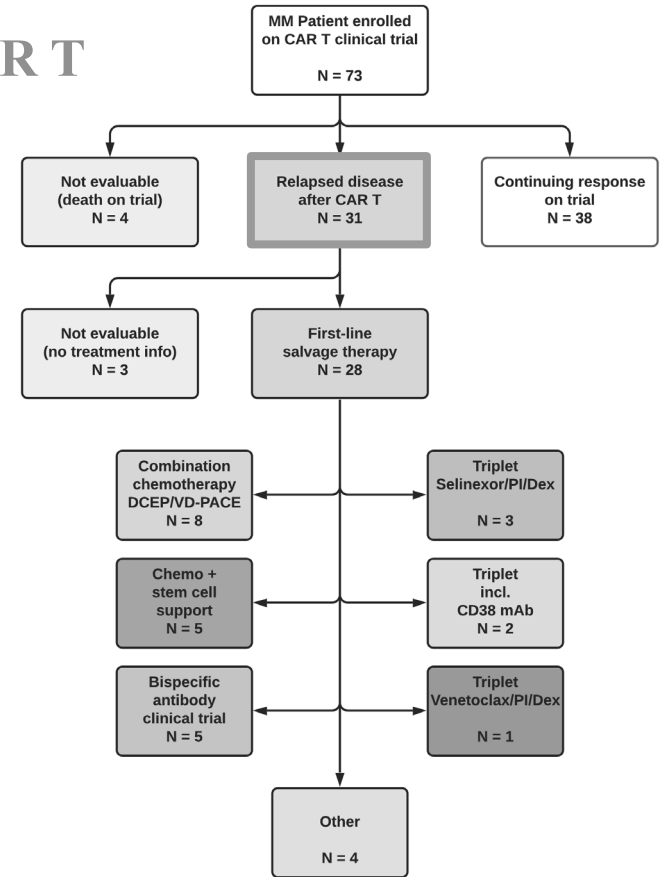 R T
MM Patient enrolled
on CAR T clinical trial
N = 73
Not evaluable
(death on trial)
N = 4
Relapsed disease
after CAR T
N = 31
Continuing response
on trial
N = 38
Not evaluable
(no treatment info)
N = 3
First-line
salvage therapy
N = 28
Combination
chemotherapy
DCEP/VD-PACE
N = 8
Triplet
Selinexor/PI/Dex
N = 3
Chemo +
stem cell
support
N = 5
Triplet
incl.
CD38 mAb
N = 2
Bispecific
antibody
clinical trial
N = 5
Triplet
Venetoclax/PI/Dex
N = 1
Other
N = 4